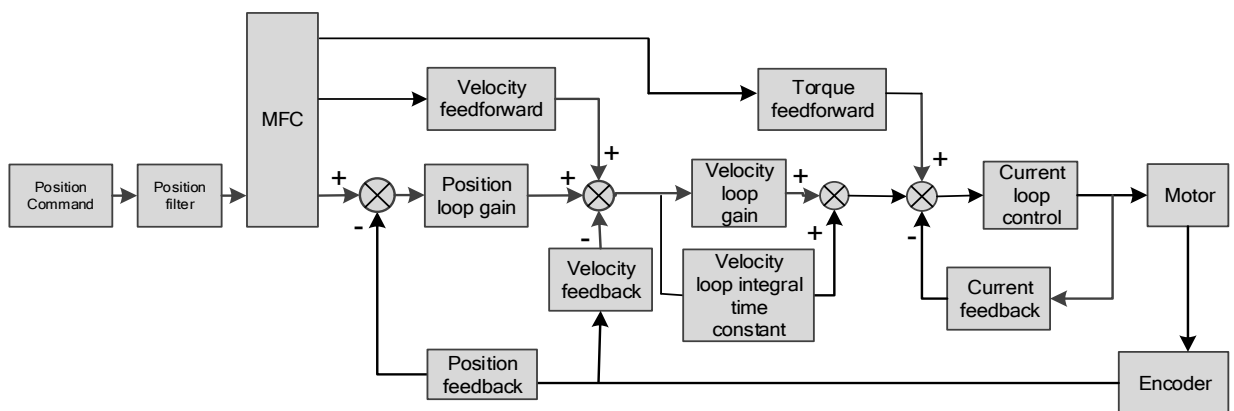 MFC
Velocity
feedforward
Torque
feedforward
+
+
Position
Command
Position
filter
+
-
Position
loop gain
+
-
Velocity
loop
gain
+
+
-
Current
loop
control
Motor
Velocity
feedback
Velocity
loop integral
time
constant
Current
feedback
Position
feedback
Encoder